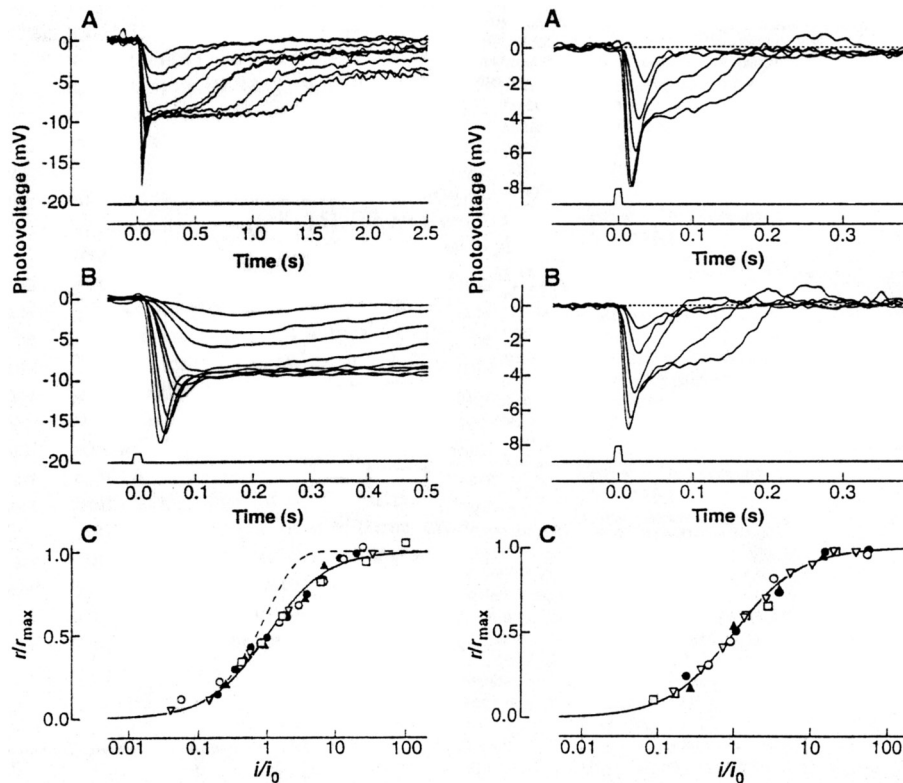 A
Photovoltage (mV)
0
-5
-10
-15
-20
0.0 0.5 1.0 1.5 2.0 2.5
Time (s)
B
0
-5
-10
-15
-20
0.0 0.1 0.2 0.3 0.4 0.5
Time (s)
C
r/rmax
1.0
0.5
0.0
0.01 0.1 1 10 100
i/i0
A
Photovoltage (mV)
0
-2
-4
-6
-8
0.0 0.1 0.2 0.3
Time (s)
B
0
-2
-4
-6
-8
0.0 0.1 0.2 0.3
Time (s)
C
r/rmax
1.0
0.5
0.0
0.01 0.1 1 10 100
i/i0